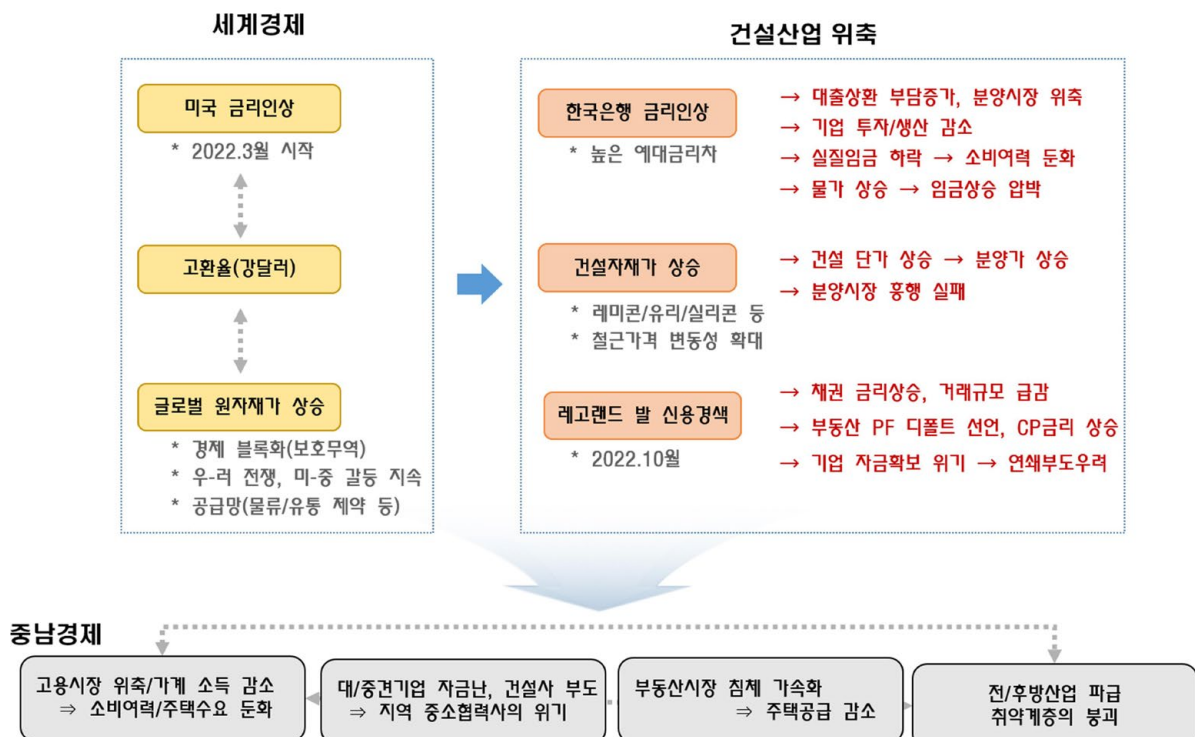 세계경제
미국 금리인상
* 2022.3월 시작
고환율(강달러)
글로벌 원자재가 상승
* 경제 블록화(보호무역)
* 우-러 전쟁, 미-중 갈등 지속
* 공급망(물류/유통 제약 등)
건설산업 위축
한국은행 금리인상
* 높은 예대금리차
→ 대출상환 부담증가, 분양시장 위축
→ 기업 투자/생산 감소
→ 실질임금 하락 → 소비여력 둔화
→ 물가 상승 → 임금상승 압박
건설자재가 상승
* 레미콘/유리/실리콘 등
* 철근가격 변동성 확대
→ 건설 단가 상승 → 분양가 상승
→ 분양시장 흥행 실패
레고랜드 발 신용경색
* 2022.10월
→ 채권 금리상승, 거래규모 급감
→ 부동산 PF 디폴트 선언, CP금리 상승
→ 기업 자금확보 위기 → 연쇄부도우려
충남경제
고용시장 위축/가계 소득 감소
⇒ 소비여력/주택수요 둔화
대/중견기업 자금난, 건설사 부도
⇒ 지역 중소협력사의 위기
부동산시장 침체 가속화
⇒ 주택공급 감소
전/후방산업 파급
취약계층의 붕괴